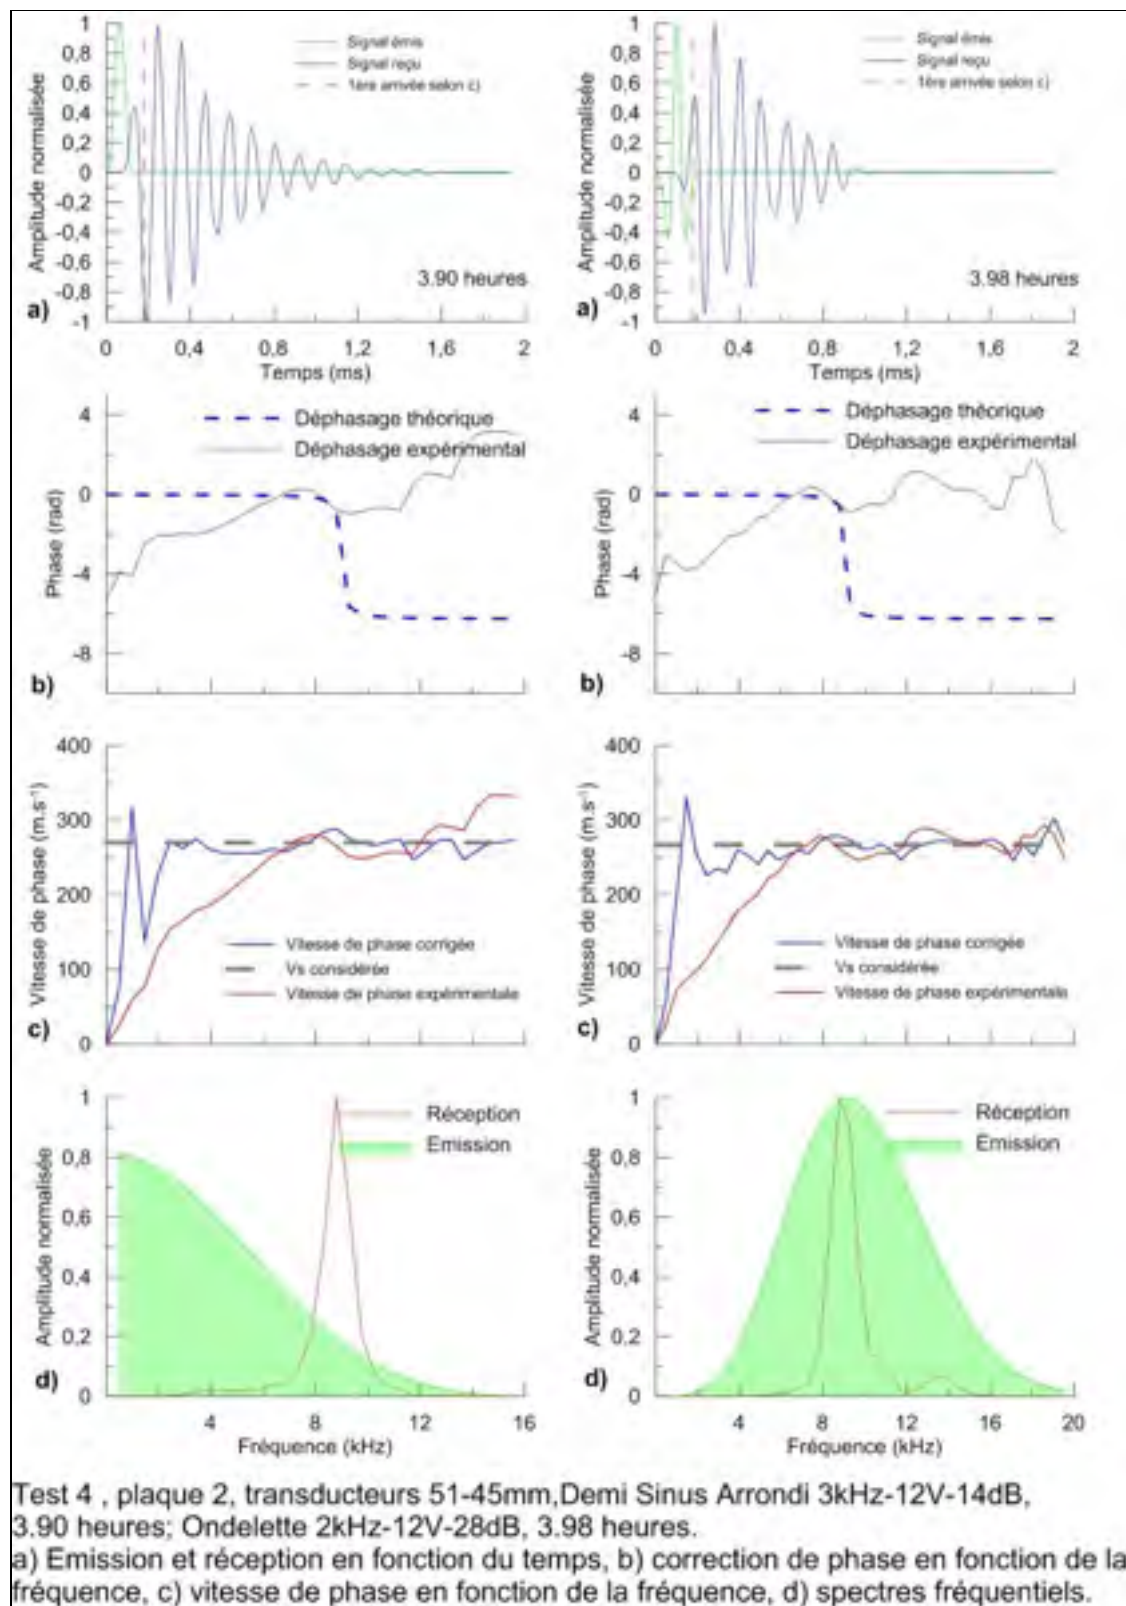 Signal émis
Signal reçu
1ère arrivée selon c)
Amplitude normalisée
1
0,8
0,6
0,4
0,2
0
-0,2
-0,4
-0,6
-0,8
-1
3.90 heures
a)
0 0,4 0,8 1,2 1,6 2
Temps (ms)
Signal émis
Signal reçu
1ère arrivée selon c)
Amplitude normalisée
1
0,8
0,6
0,4
0,2
0
-0,2
-0,4
-0,6
-0,8
-1
3.98 heures
a)
0 0,4 0,8 1,2 1,6 2
Temps (ms)
Déphasage théorique
Déphasage expérimental
Phase (rad)
4
0
-4
-8
b)
Déphasage théorique
Déphasage expérimental
Phase (rad)
4
0
-4
-8
b)
Vitesse de phase (m.s⁻¹)
400
300
200
100
0
Vitesse de phase corrigée
Vs considérée
Vitesse de phase expérimentale
c)
Vitesse de phase (m.s⁻¹)
400
300
200
100
0
Vitesse de phase corrigée
Vs considérée
Vitesse de phase expérimentale
c)
Amplitude normalisée
1
0,8
0,6
0,4
0,2
0
Réception
Emission
d)
4 8 12 16
Fréquence (kHz)
Amplitude normalisée
1
0,8
0,6
0,4
0,2
0
Réception
Emission
d)
4 8 12 16 20
Fréquence (kHz)
Test 4 , plaque 2, transducteurs 51-45mm,Demi Sinus Arrondi 3kHz-12V-14dB,
3.90 heures; Ondelette 2kHz-12V-28dB, 3.98 heures.
a) Emission et réception en fonction du temps, b) correction de phase en fonction de la
fréquence, c) vitesse de phase en fonction de la fréquence, d) spectres fréquentiels.